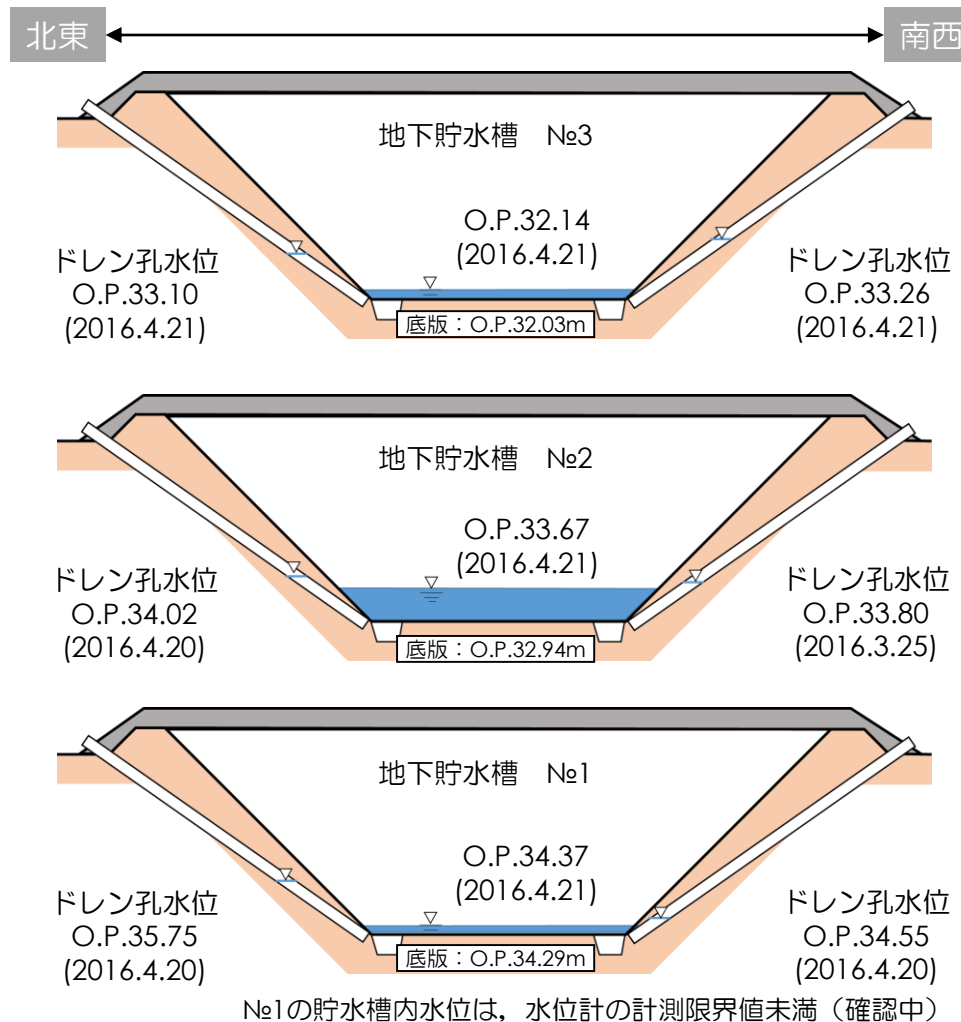 北東
南西
地下貯水槽　№3
O.P.32.14
(2016.4.21)
ドレン孔水位
O.P.33.10
(2016.4.21)
ドレン孔水位
O.P.33.26
(2016.4.21)
底版：O.P.32.03m
地下貯水槽　№2
O.P.33.67
(2016.4.21)
ドレン孔水位
O.P.34.02
(2016.4.20)
ドレン孔水位
O.P.33.80
(2016.3.25)
底版：O.P.32.94m
地下貯水槽　№1
O.P.34.37
(2016.4.21)
ドレン孔水位
O.P.35.75
(2016.4.20)
ドレン孔水位
O.P.34.55
(2016.4.20)
底版：O.P.34.29m
№1の貯水槽内水位は，水位計の計測限界値未満（確認中）